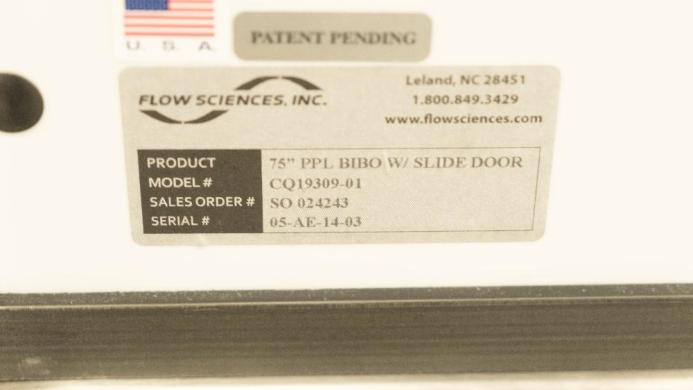 U. S. A.
PATENT PENDING
FLOW SCIENCES, INC.
Leland, NC 28451
1.800.849.3429
www.flowsciences.com
PRODUCT 75” PPL BIBO W/ SLIDE DOOR
MODEL # CQ19309-01
SALES ORDER # SO 024243
SERIAL # 05-AE-14-03